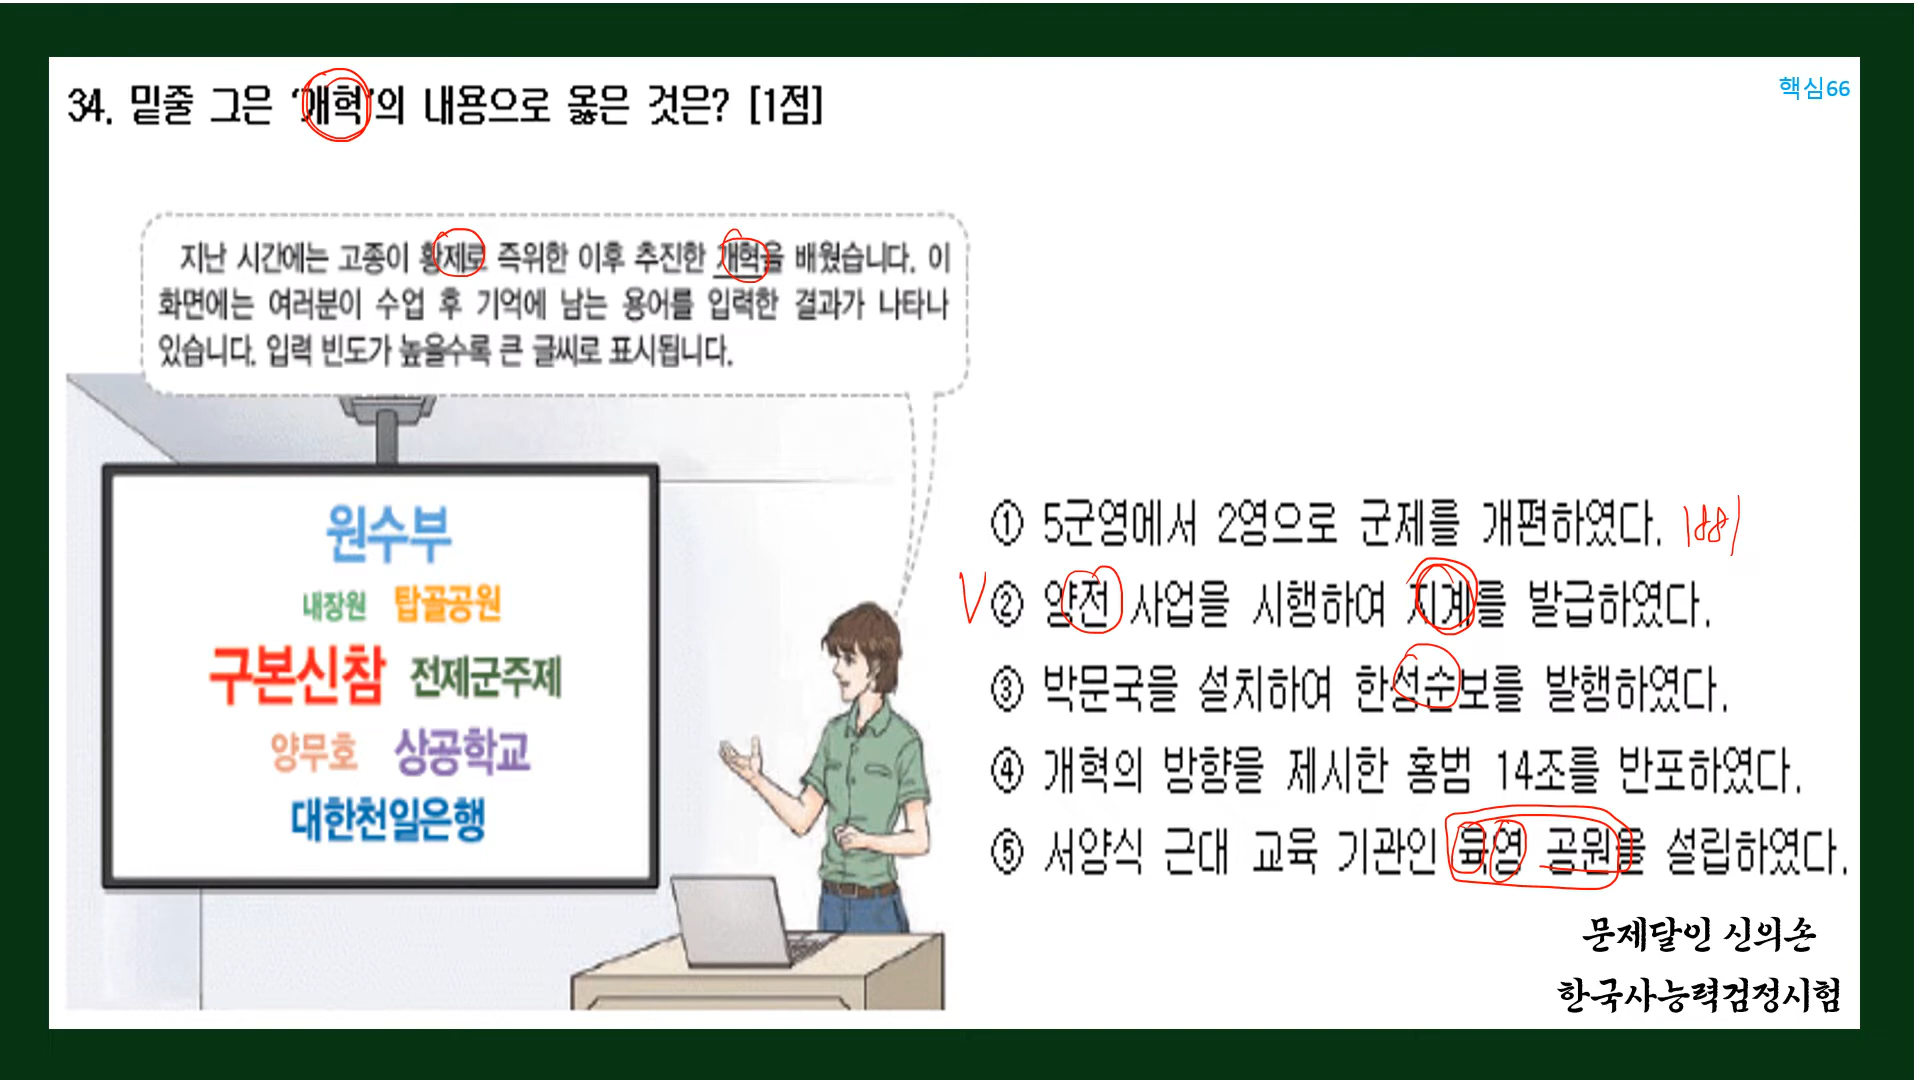 핵심66
34. 밑줄 그은 ‘개혁’의 내용으로 옳은 것은? [1점]
지난 시간에는 고종이 황제로 즉위한 이후 추진한 개혁을 배웠습니다. 이
화면에는 여러분이 수업 후 기억에 남는 용어를 입력한 결과가 나타나
있습니다. 입력 빈도가 높을수록 큰 글씨로 표시됩니다.
원수부
내장원 탑골공원
구본신참 전제군주제
양무호 상공학교
대한천일은행
① 5군영에서 2영으로 군제를 개편하였다. 1881
V ② 양전 사업을 시행하여 지계를 발급하였다.
③ 박문국을 설치하여 한성순보를 발행하였다.
④ 개혁의 방향을 제시한 홍범 14조를 반포하였다.
⑤ 서양식 근대 교육 기관인 육영 공원을 설립하였다.
문제달인 신의손
한국사능력검정시험